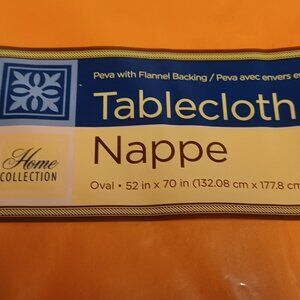 Peva with Flannel Backing / Peva avec envers e
Tablecloth
Nappe
Home
COLLECTION
Oval • 52 in x 70 in (132.08 cm x 177.8 cm